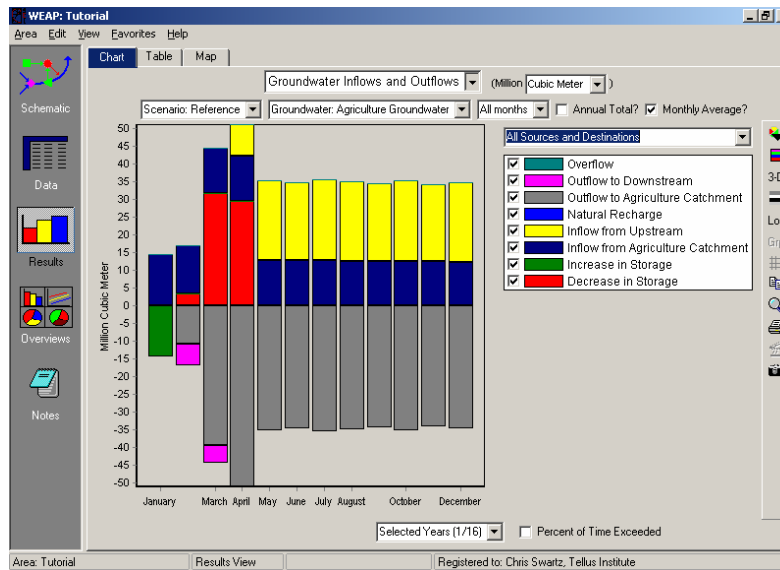 WEAP: Tutorial
Area Edit View Favorites Help
Chart Table Map
Groundwater Inflows and Outflows (Million Cubic Meter )
Scenario: Reference Groundwater: Agriculture Groundwater All months Annual Total? Monthly Average?
Schematic
Data
Results
Overviews
Notes
All Sources and Destinations
Overflow
Outflow to Downstream
Outflow to Agriculture Catchment
Natural Recharge
Inflow from Upstream
Inflow from Agriculture Catchment
Increase in Storage
Decrease in Storage
3-D
Lo
Gr
Million Cubic Meter
50
45
40
35
30
25
20
15
10
5
0
-5
-10
-15
-20
-25
-30
-35
-40
-45
-50
January March April May June July August October December
Selected Years (1/16) Percent of Time Exceeded
Area: Tutorial Results View Registered to: Chris Swartz, Tellus Institute